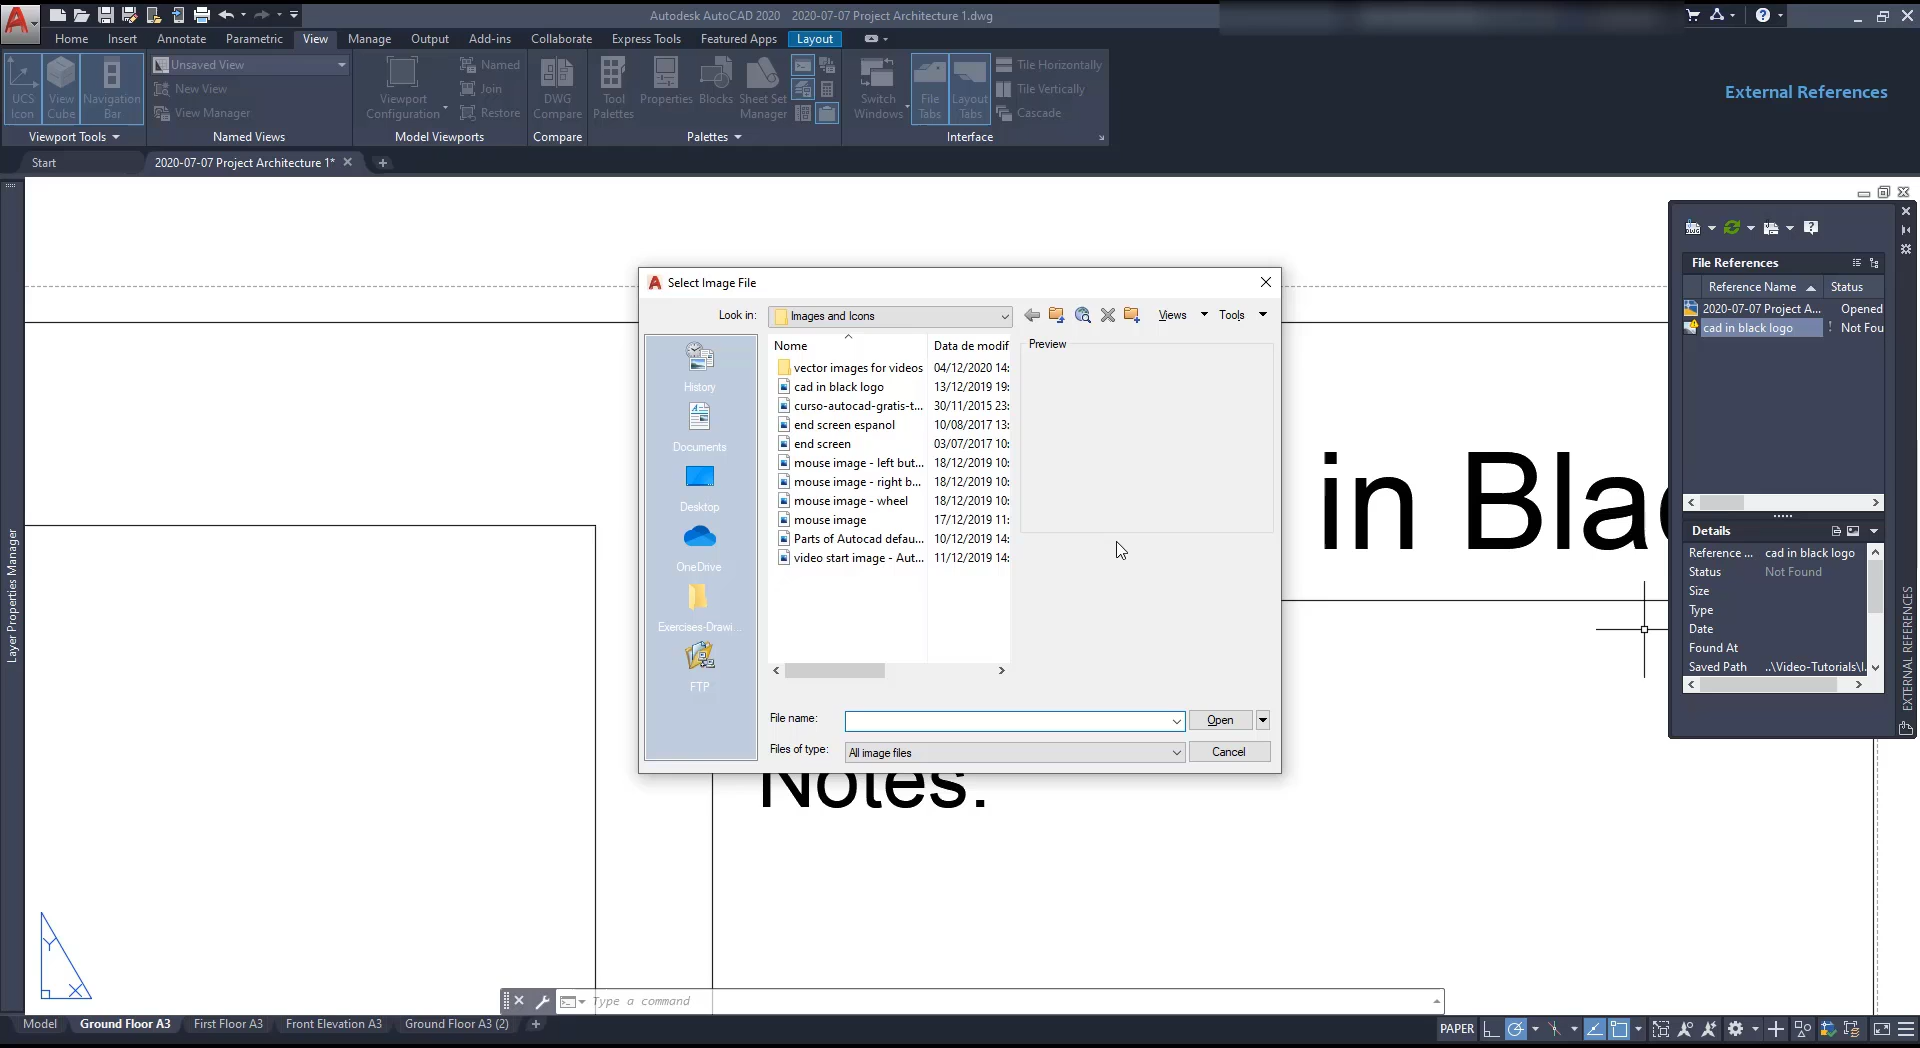 Autodesk AutoCAD 2020 2020-07-07 Project Architecture 1.dwg
Home Insert Annotate Parametric View Manage Output Add-ins Collaborate Express Tools Featured Apps Layout
UCS Icon
View Cube
Navigation Bar
Viewport Tools
Unsaved View
New View
View Manager
Named Views
Viewport Configuration
Named
Join
Restore
Model Viewports
DWG Compare
Compare
Tool Palettes
Properties
Blocks
Sheet Set Manager
Palettes
Switch Windows
File Tabs
Layout Tabs
Tile Horizontally
Tile Vertically
Cascade
Interface
External References
Start
2020-07-07 Project Architecture 1*
Layer Properties Manager
Select Image File
Look in: Images and Icons
Views Tools
History
Documents
Desktop
OneDrive
Exercises-Drawi...
FTP
Nome Data de modif
vector images for videos 04/12/2020 14:
cad in black logo 13/12/2019 19:
curso-autocad-gratis-t... 30/11/2015 23:
end screen espanol 10/08/2017 13:
end screen 03/07/2017 10:
mouse image - left but... 18/12/2019 10:
mouse image - right b... 18/12/2019 10:
mouse image - wheel 18/12/2019 10:
mouse image 17/12/2019 11:
Parts of Autocad defau... 10/12/2019 14:
video start image - Aut... 11/12/2019 14:
Preview
File name:
Open
Files of type: All image files
Cancel
in Blac
Notes.
File References
Reference Name Status
2020-07-07 Project A... Opened
cad in black logo ! Not Fou
Details
Reference ... cad in black logo
Status Not Found
Size
Type
Date
Found At
Saved Path ..\Video-Tutorials\I.
EXTERNAL REFERENCES
Y
X
Type a command
Model Ground Floor A3 First Floor A3 Front Elevation A3 Ground Floor A3 (2)
PAPER